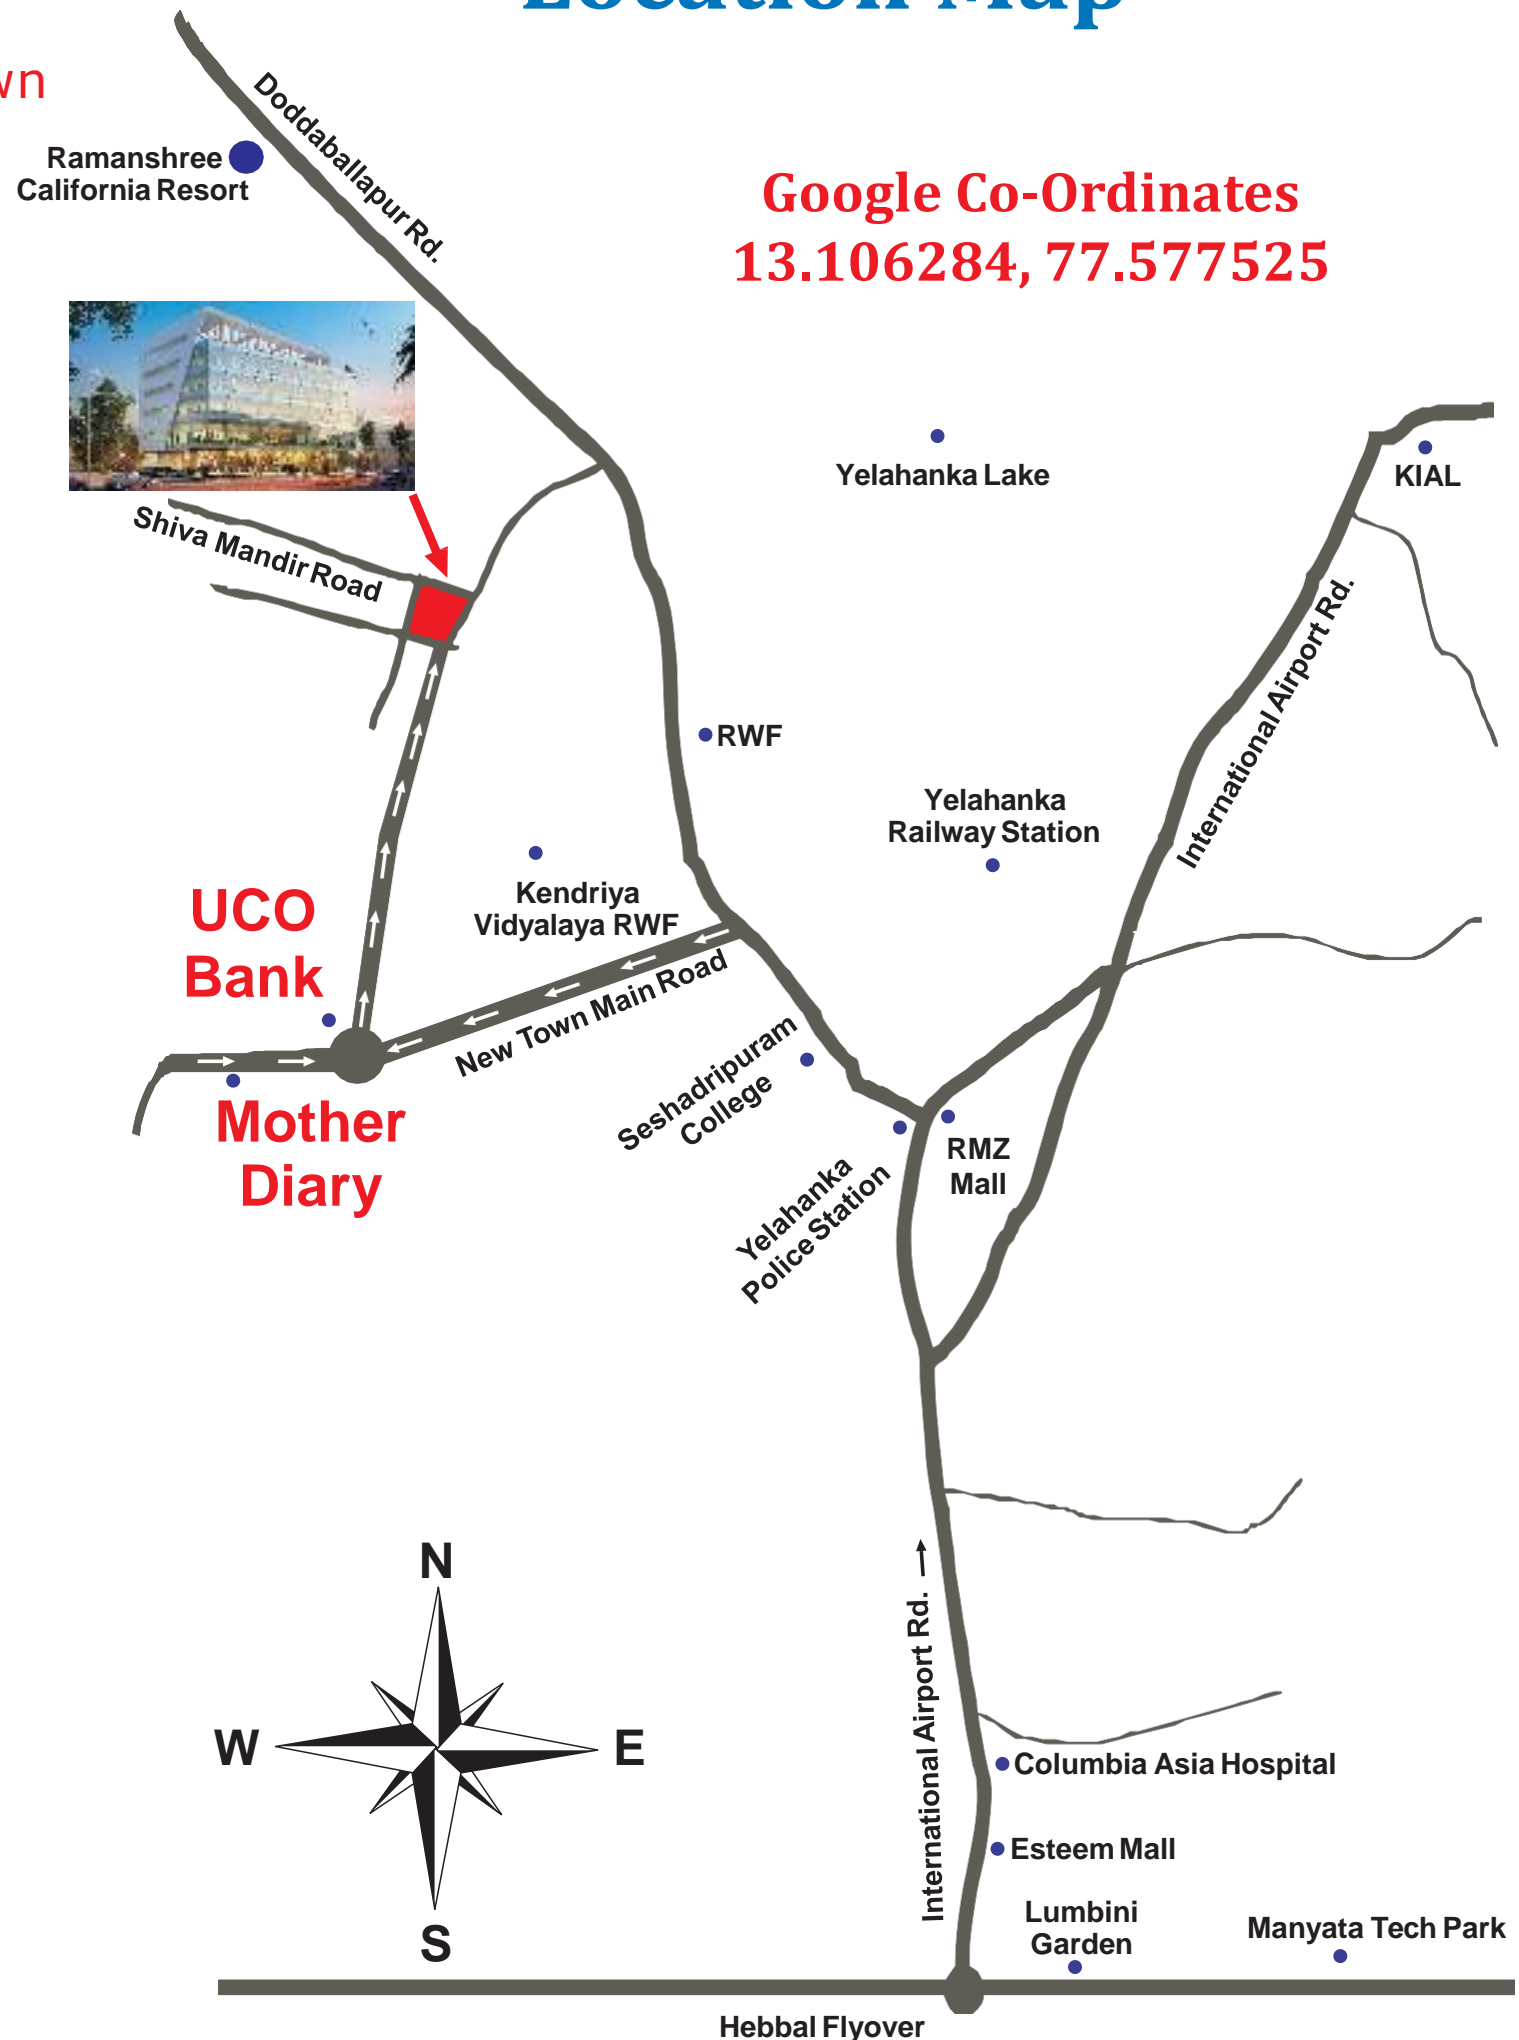 Location Map
wn
Doddaballapur Rd.
Ramanshree
California Resort
Google Co-Ordinates
13.106284, 77.577525
Yelahanka Lake
KIAL
Shiva Mandir Road
International Airport Rd.
RWF
Yelahanka
Railway Station
Kendriya
Vidyalaya RWF
UCO
Bank
New Town Main Road
Seshadripuram
College
Mother
Diary
RMZ
Mall
Yelahanka
Police Station
N
W
E
S
International Airport Rd.
Columbia Asia Hospital
Esteem Mall
Lumbini
Garden
Manyata Tech Park
Hebbal Flyover